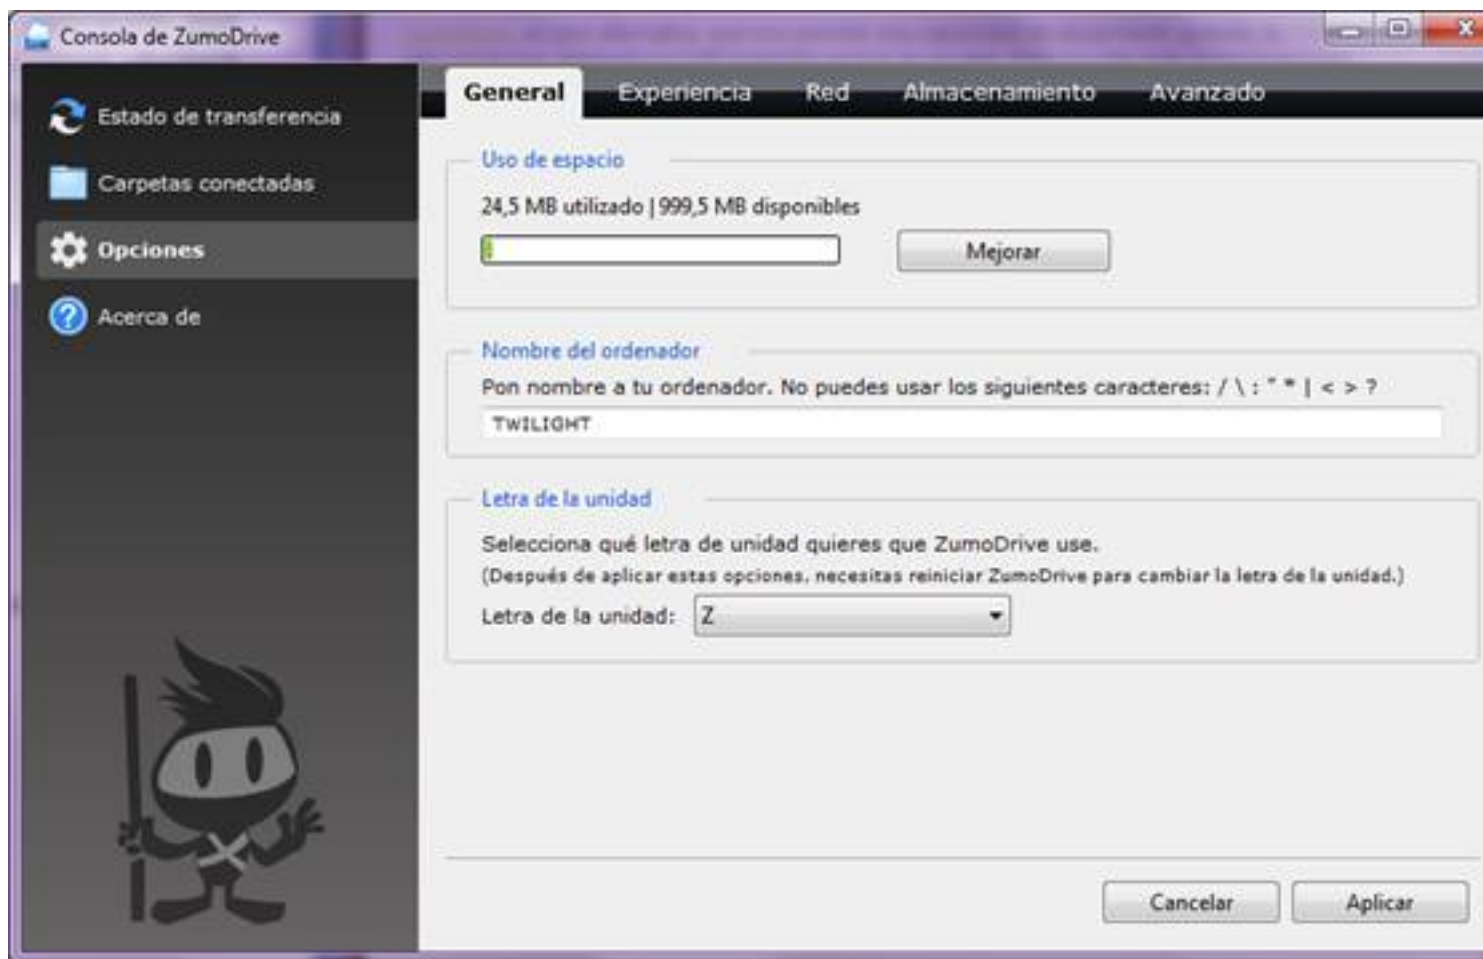 Consola de ZumoDrive
Estado de transferencia
Carpetas conectadas
Opciones
Acerca de
General Experiencia Red Almacenamiento Avanzado
Uso de espacio
24,5 MB utilizado | 999,5 MB disponibles
Mejorar
Nombre del ordenador
Pon nombre a tu ordenador. No puedes usar los siguientes caracteres: / \ : " * | < > ?
TWILIGHT
Letra de la unidad
Selecciona qué letra de unidad quieres que ZumoDrive use.
(Después de aplicar estas opciones, necesitas reiniciar ZumoDrive para cambiar la letra de la unidad.)
Letra de la unidad: Z
Cancelar Aplicar